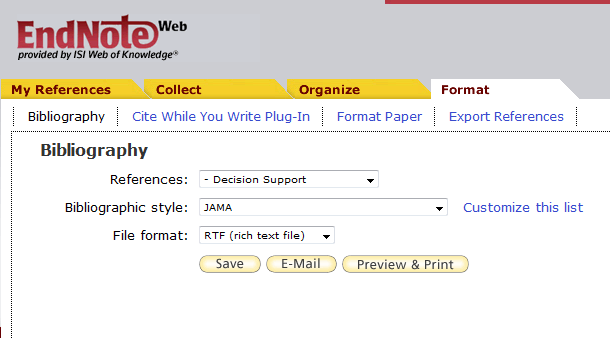 EndNote Web
provided by ISI Web of Knowledge®
My References Collect Organize Format
Bibliography Cite While You Write Plug-In Format Paper Export References
Bibliography
References: - Decision Support
Bibliographic style: JAMA Customize this list
File format: RTF (rich text file)
Save E-Mail Preview & Print